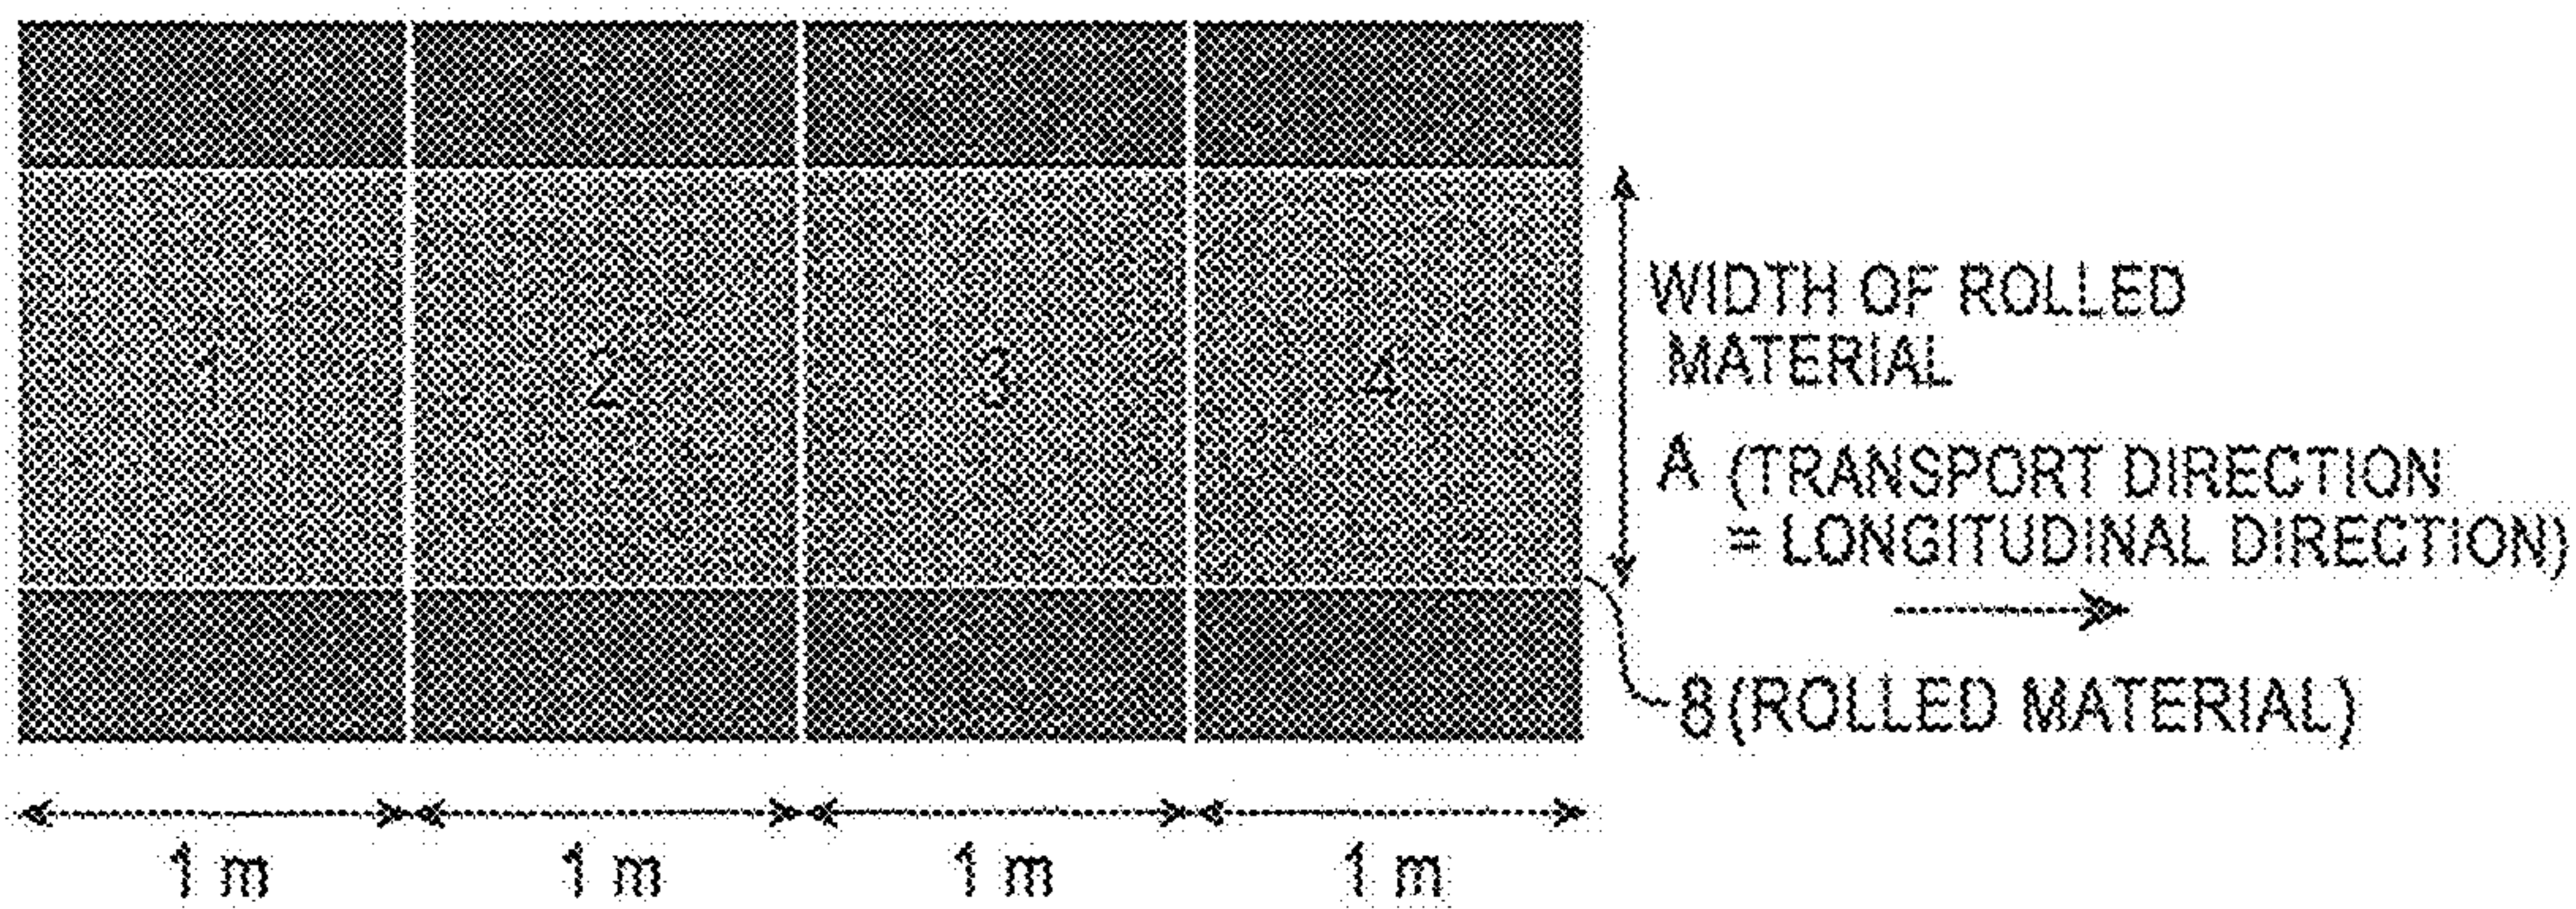 1 2 3 4
WIDTH OF ROLLED
MATERIAL
A (TRANSPORT DIRECTION
= LONGITUDINAL DIRECTION)
8 (ROLLED MATERIAL)
1 m 1 m 1 m 1 m